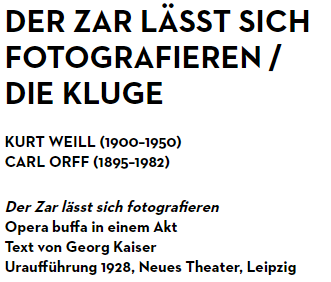 DER ZAR LÄSST SICH
FOTOGRAFIEREN /
DIE KLUGE
KURT WEILL (1900–1950)
CARL ORFF (1895–1982)
Der Zar lässt sich fotografieren
Opera buffa in einem Akt
Text von Georg Kaiser
Uraufführung 1928, Neues Theater, Leipzig